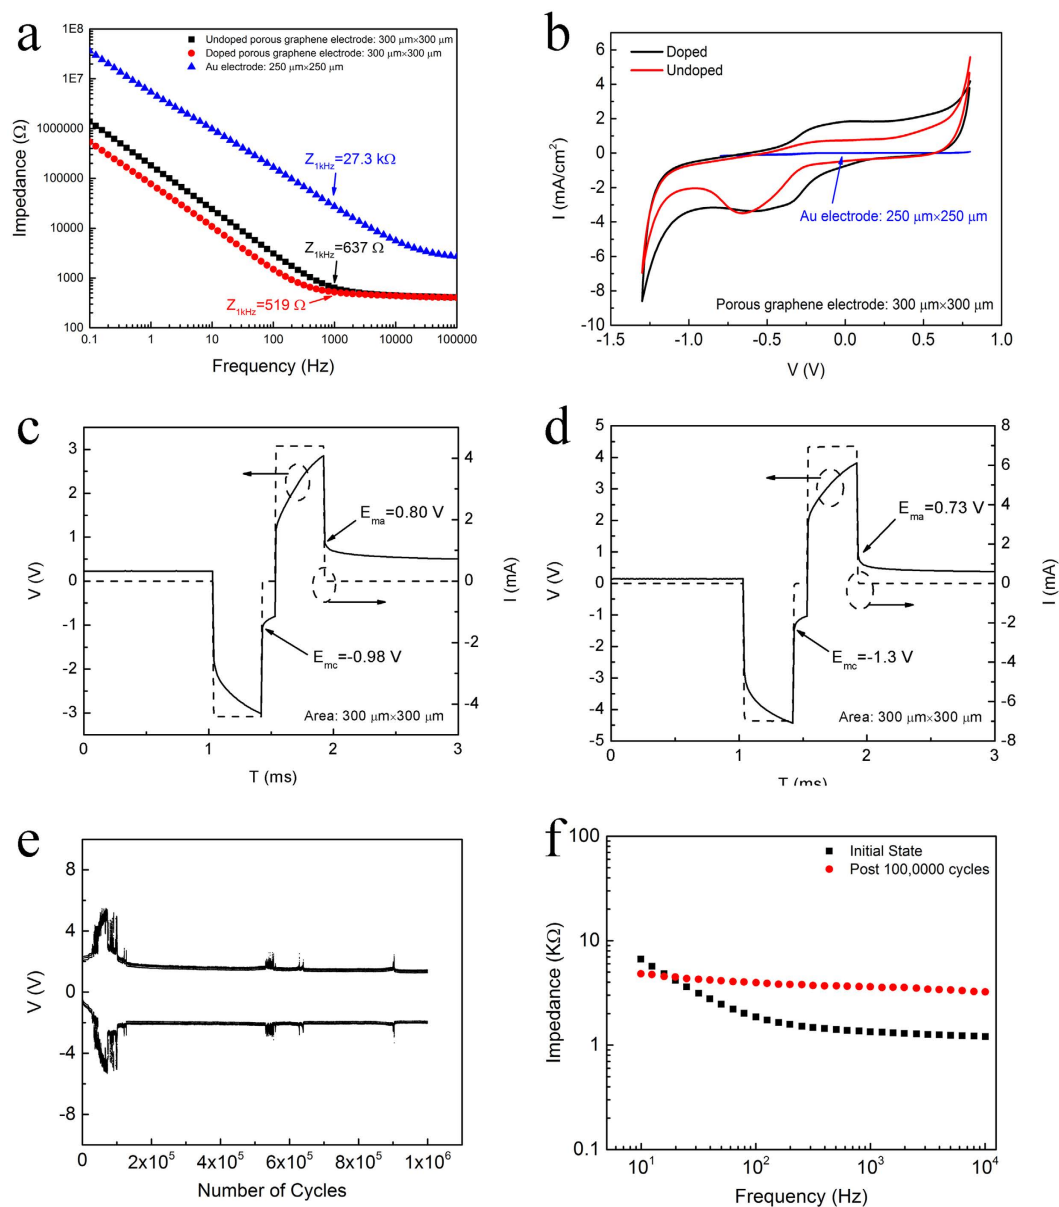 a
Undoped porous graphene electrode: 300 μm×300 μm
Doped porous graphene electrode: 300 μm×300 μm
Au electrode: 250 μm×250 μm
1E8
1E7
1000000
100000
10000
1000
100
Impedance (Ω)
Z1kHz=27.3 kΩ
Z1kHz=637 Ω
Z1kHz=519 Ω
0.1 1 10 100 1000 10000 100000
Frequency (Hz)
b
Doped
Undoped
6
4
2
0
-2
-4
-6
-8
-10
I (mA/cm2)
Au electrode: 250 μm×250 μm
Porous graphene electrode: 300 μm×300 μm
-1.5 -1.0 -0.5 0.0 0.5 1.0
V (V)
c
3
2
1
0
-1
-2
-3
V (V)
4
2
0
-2
-4
I (mA)
Ema=0.80 V
Emc=-0.98 V
Area: 300 μm×300 μm
0 1 2 3
T (ms)
d
5
4
3
2
1
0
-1
-2
-3
-4
-5
V (V)
8
6
4
2
0
-2
-4
-6
-8
I (mA)
Ema=0.73 V
Emc=-1.3 V
Area: 300 μm×300 μm
0 1 2 3
T (ms)
e
8
4
0
-4
-8
V (V)
0 2x105 4x105 6x105 8x105 1x106
Number of Cycles
f
Initial State
Post 100,0000 cycles
100
10
1
0.1
Impedance (KΩ)
101 102 103 104
Frequency (Hz)